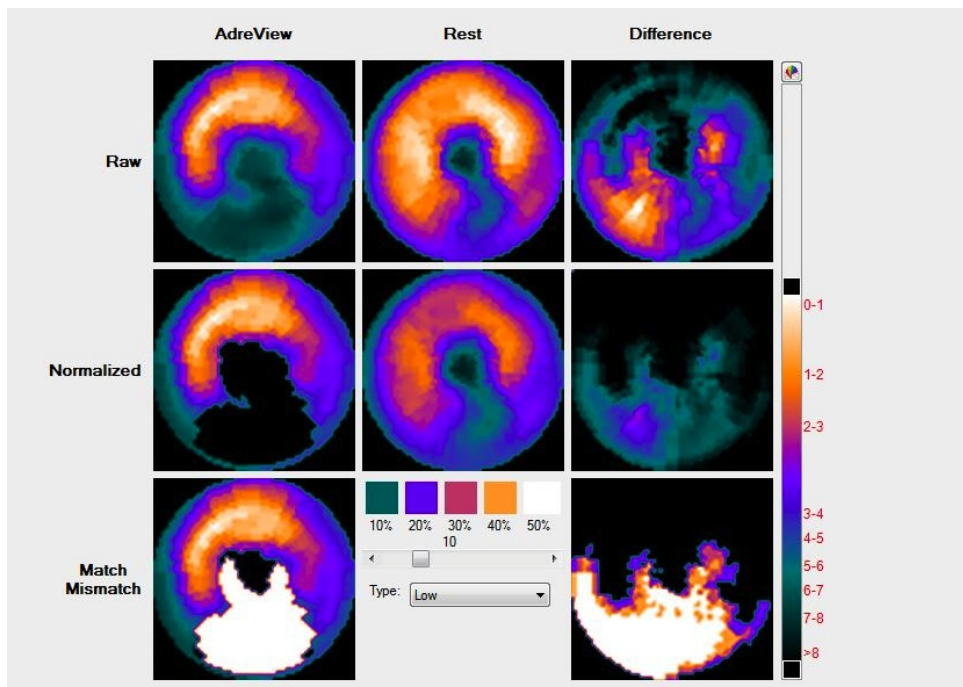 AdreView Rest Difference
Raw
0-1
Normalized
1-2
2-3
10% 20% 30% 40% 50%
10
3-4
4-5
Match
Mismatch
5-6
Type: Low
6-7
7-8
>8